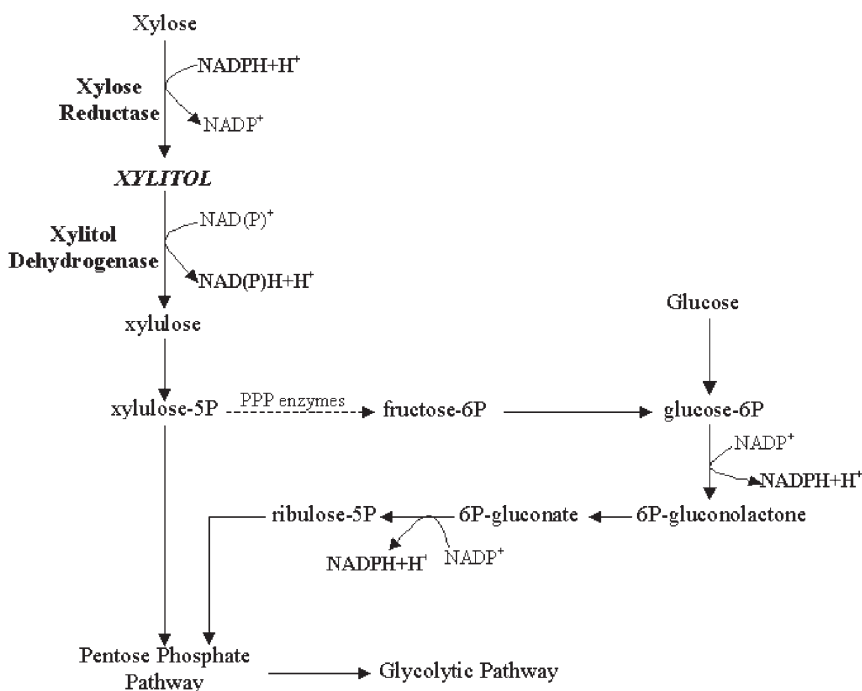 Xylose
NADPH+H⁺
Xylose
Reductase
NADP⁺
XYLITOL
NAD(P)⁺
Xylitol
Dehydrogenase
NAD(P)H+H⁺
xylulose
Glucose
xylulose-5P
PPP enzymes
fructose-6P
glucose-6P
NADP⁺
NADPH+H⁺
ribulose-5P
6P-gluconate
6P-gluconolactone
NADPH+H⁺
NADP⁺
Pentose Phosphate
Pathway
Glycolytic Pathway